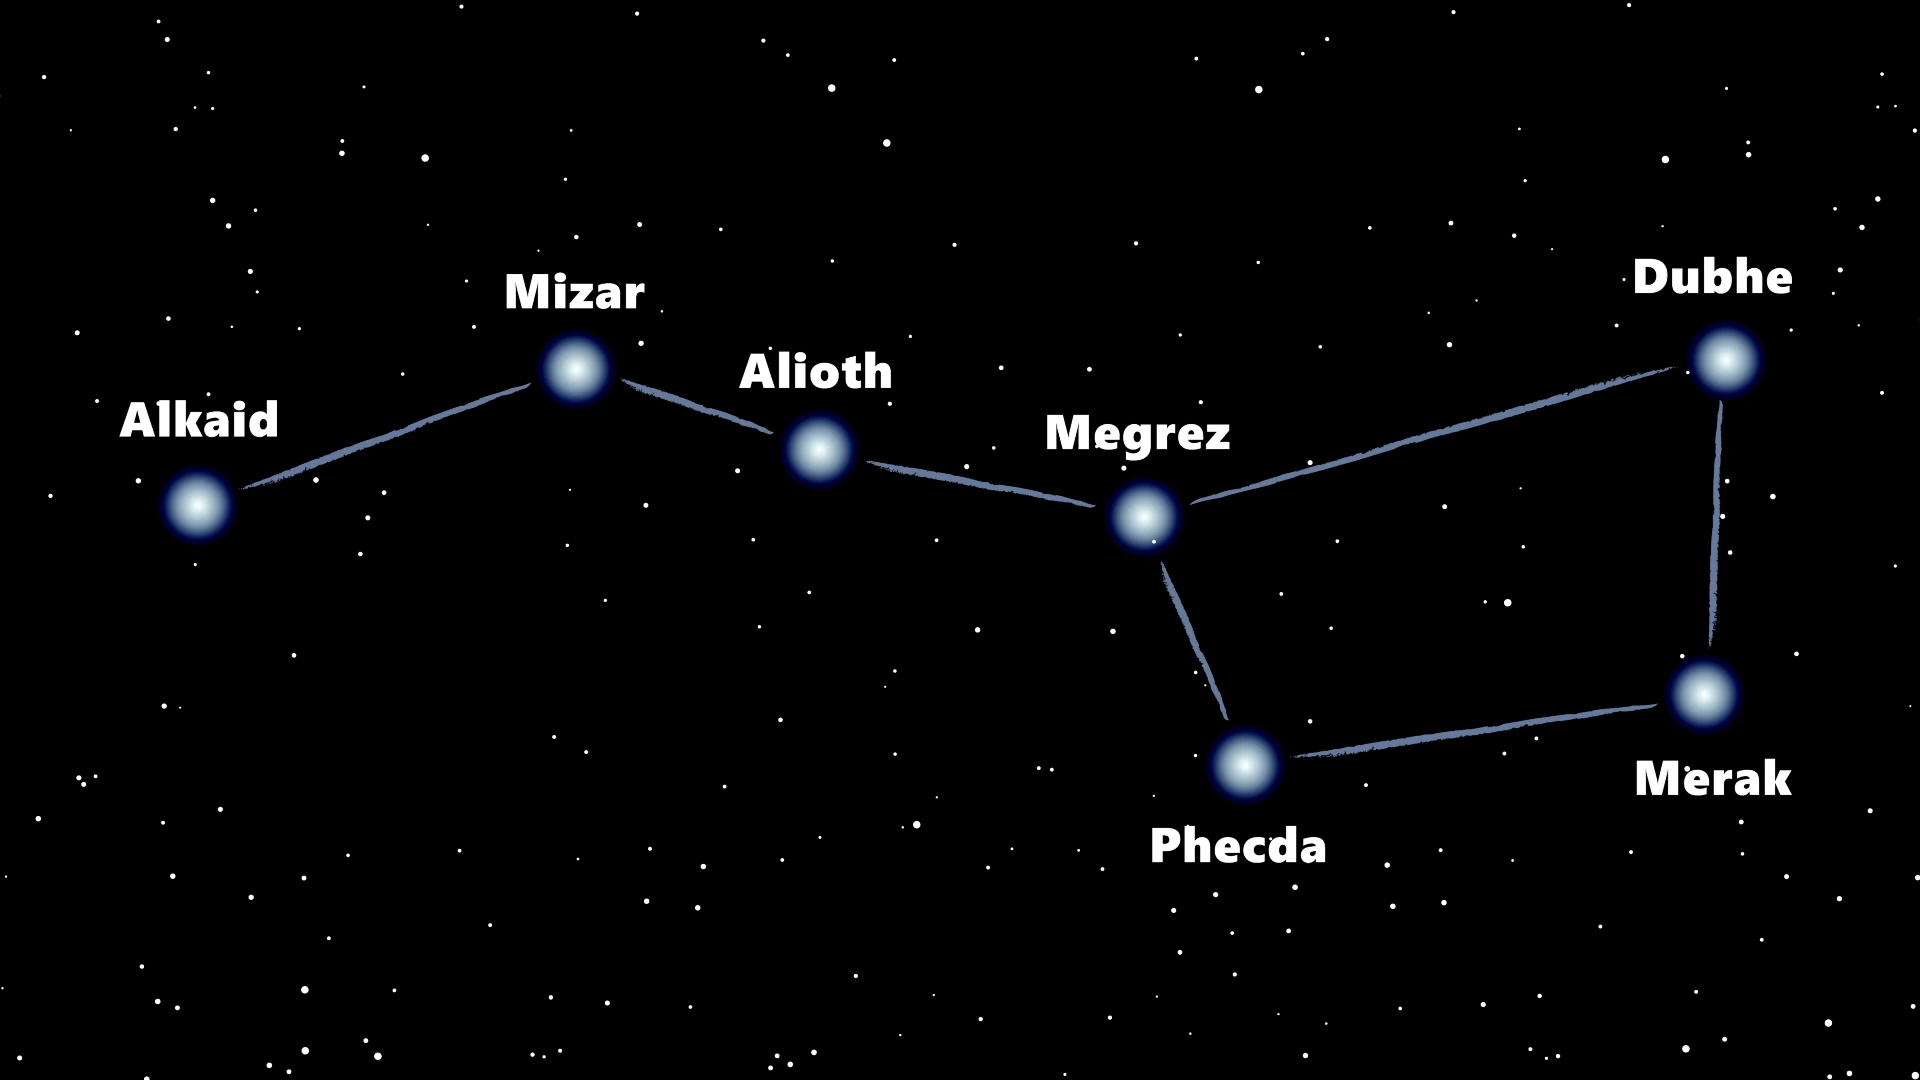 Dubhe
Mizar
Alioth
Alkaid
Megrez
Merak
Phecda